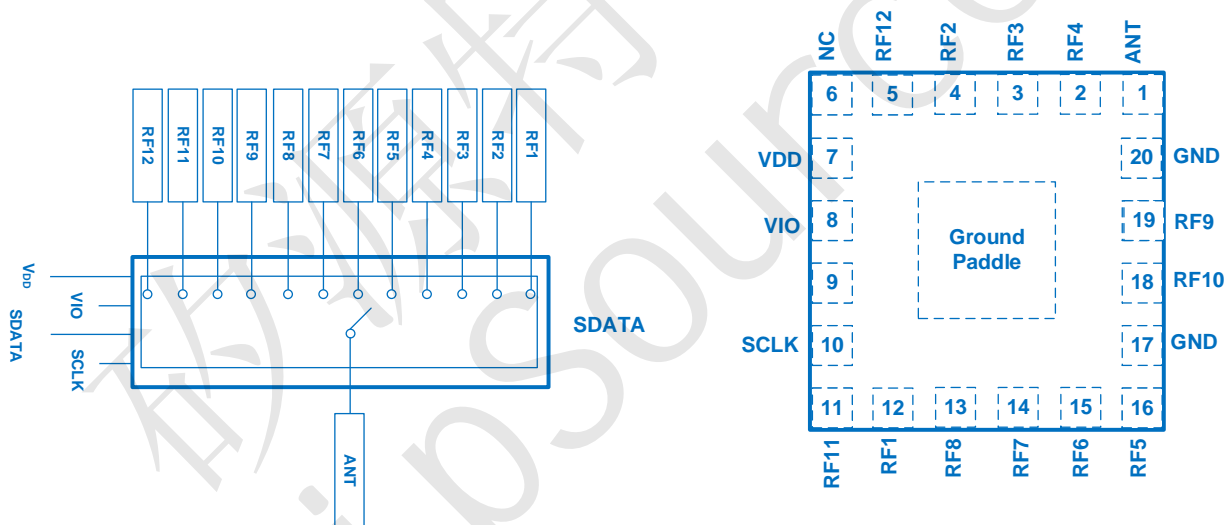 RF12
RF11
RF10
RF9
RF8
RF7
RF6
RF5
RF4
RF3
RF2
RF1
VDD
VIO
SDATA
SCLK
ANT
SDATA
NC
RF12
RF2
RF3
RF4
ANT
6
5
4
3
2
1
VDD
7
20
GND
VIO
8
19
RF9
Ground
Paddle
9
18
RF10
SCLK
10
17
GND
11
12
13
14
15
16
RF11
RF1
RF8
RF7
RF6
RF5